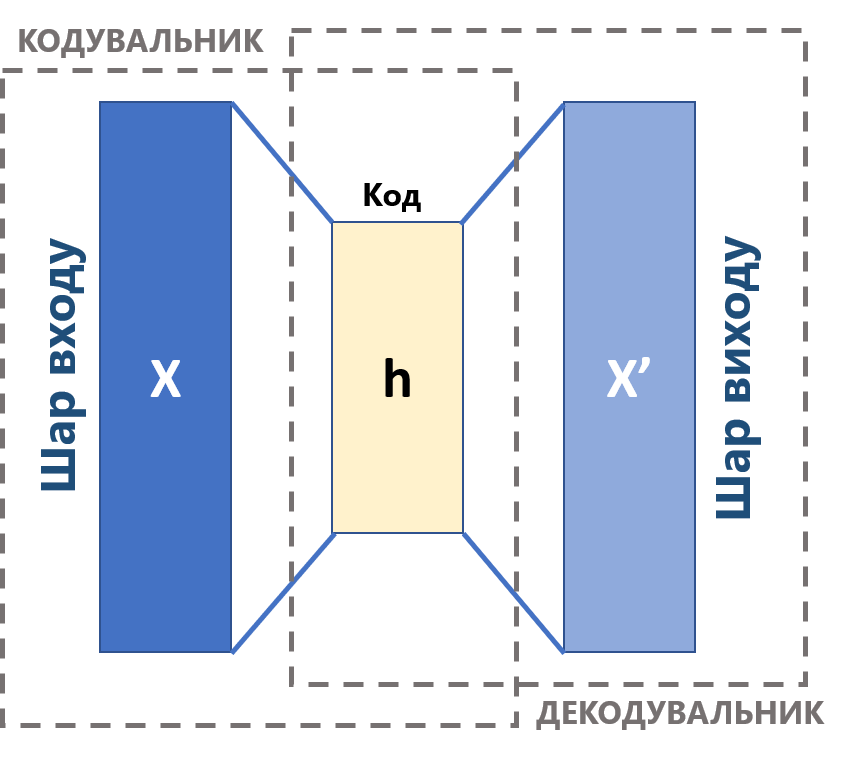 КОДУВАЛЬНИК
Код
Шар входу
X
h
X’
Шар виходу
ДЕКОДУВАЛЬНИК